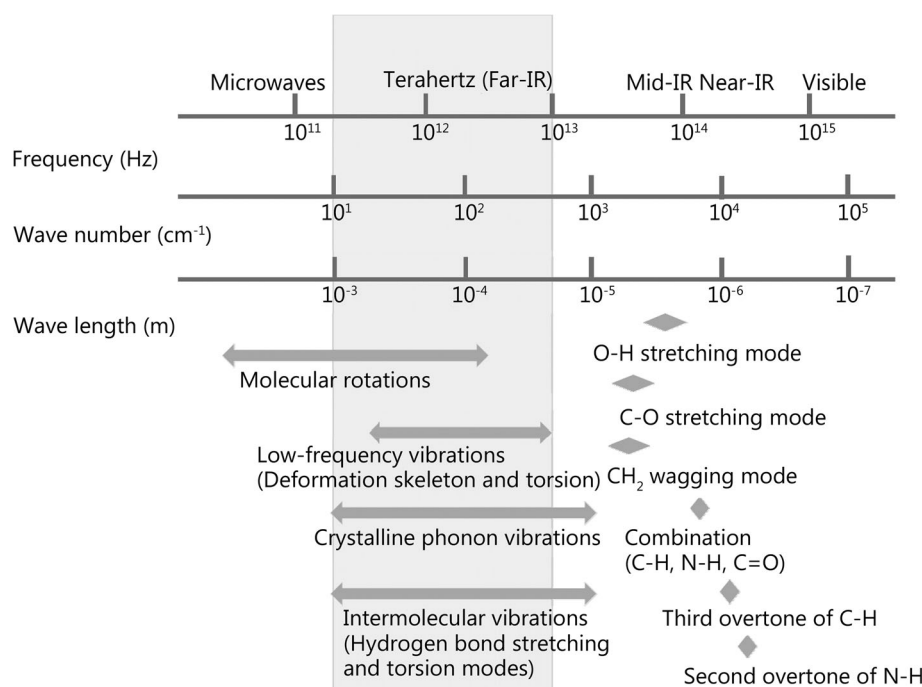 Microwaves Terahertz (Far-IR) Mid-IR Near-IR Visible
10¹¹ 10¹² 10¹³ 10¹⁴ 10¹⁵
Frequency (Hz)
10¹ 10² 10³ 10⁴ 10⁵
Wave number (cm⁻¹)
10⁻³ 10⁻⁴ 10⁻⁵ 10⁻⁶ 10⁻⁷
Wave length (m)
O-H stretching mode
Molecular rotations
C-O stretching mode
Low-frequency vibrations
(Deformation skeleton and torsion)
CH₂ wagging mode
Crystalline phonon vibrations
Combination
(C-H, N-H, C=O)
Intermolecular vibrations
(Hydrogen bond stretching
and torsion modes)
Third overtone of C-H
Second overtone of N-H